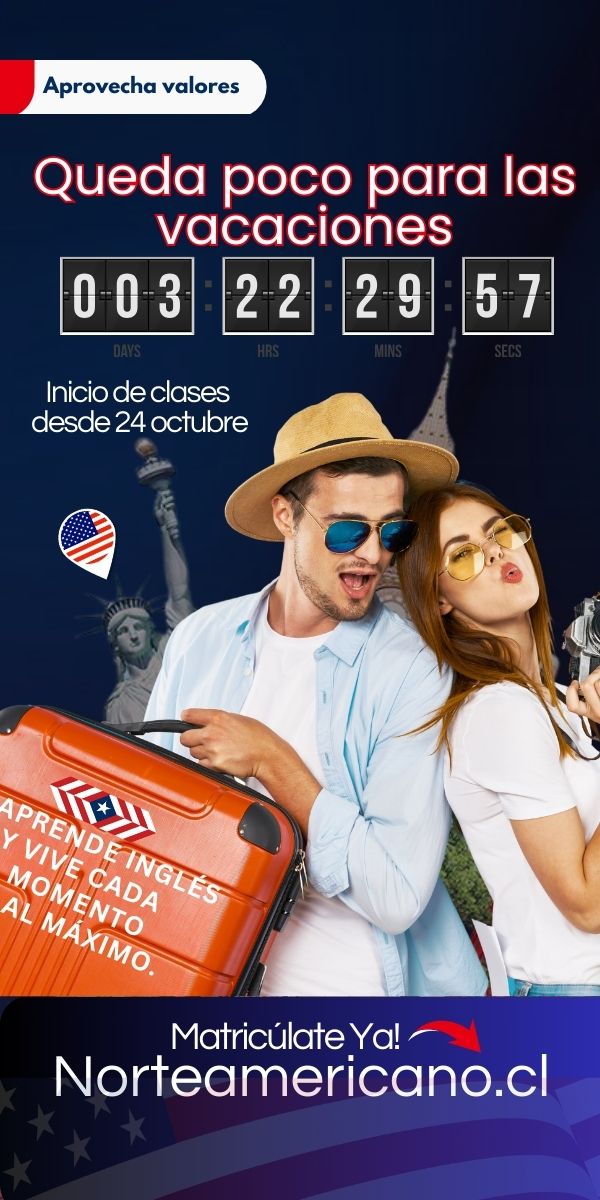 Aprovecha valores
Queda poco para las
vacaciones
003 : 22 : 29 : 57
DAYS HRS MINS SECS
Inicio de clases
desde 24 octubre
APRENDE INGLÉS
Y VIVE CADA
MOMENTO
AL MÁXIMO.
Matricúlate Ya!
Norteamericano.cl